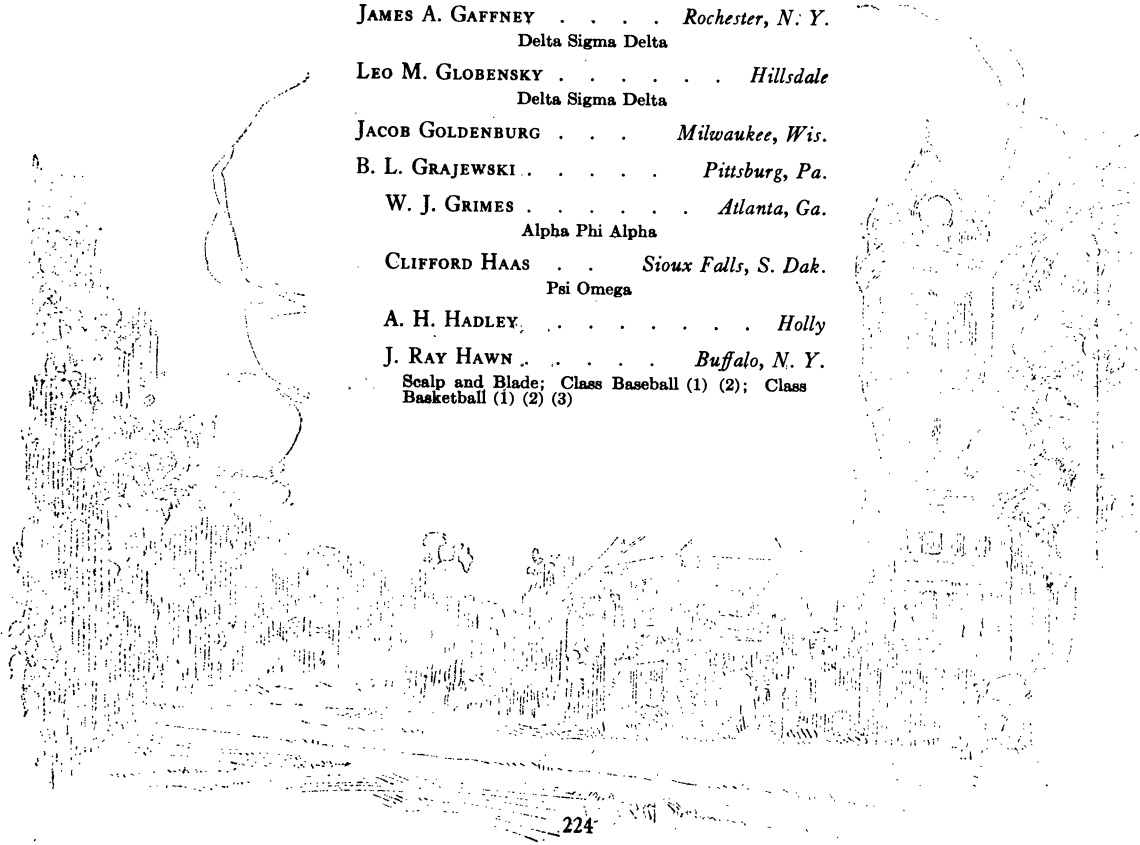 JAMES A. GAFFNEY . . . . Rochester, N. Y.
Delta Sigma Delta
LEO M. GLOBENSKY . . . . . . Hillsdale
Delta Sigma Delta
JACOB GOLDENBURG . . . Milwaukee, Wis.
B. L. GRAJEWSKI . . . . . Pittsburg, Pa.
W. J. GRIMES . . . . . . Atlanta, Ga.
Alpha Phi Alpha
CLIFFORD HAAS . . Sioux Falls, S. Dak.
Psi Omega
A. H. HADLEY . . . . . . . . Holly
J. RAY HAWN . . . . . Buffalo, N. Y.
Scalp and Blade; Class Baseball (1) (2); Class
Basketball (1) (2) (3)
224